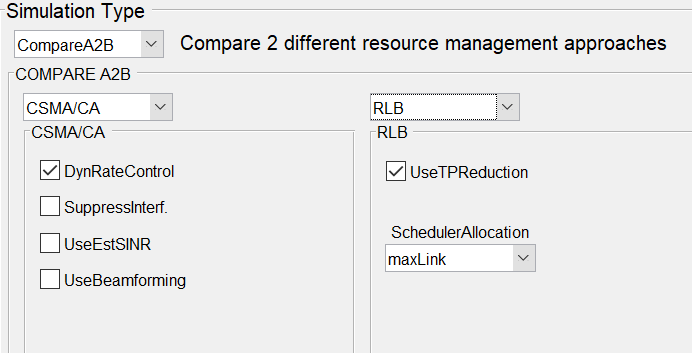 Simulation Type
CompareA2B
Compare 2 different resource management approaches
COMPARE A2B
CSMA/CA
RLB
CSMA/CA
RLB
DynRateControl
SuppressInterf.
UseEstSINR
UseBeamforming
UseTPReduction
SchedulerAllocation
maxLink